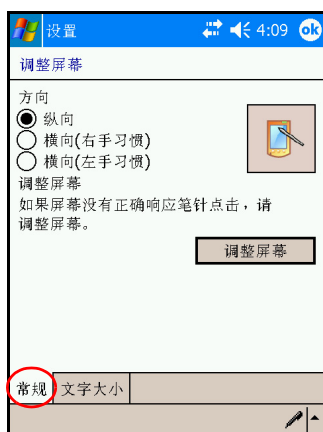 设置 4:09 ok
调整屏幕
方向
纵向
横向(右手习惯)
横向(左手习惯)
调整屏幕
如果屏幕没有正确响应笔针点击，请
调整屏幕。
调整屏幕
常规 文字大小